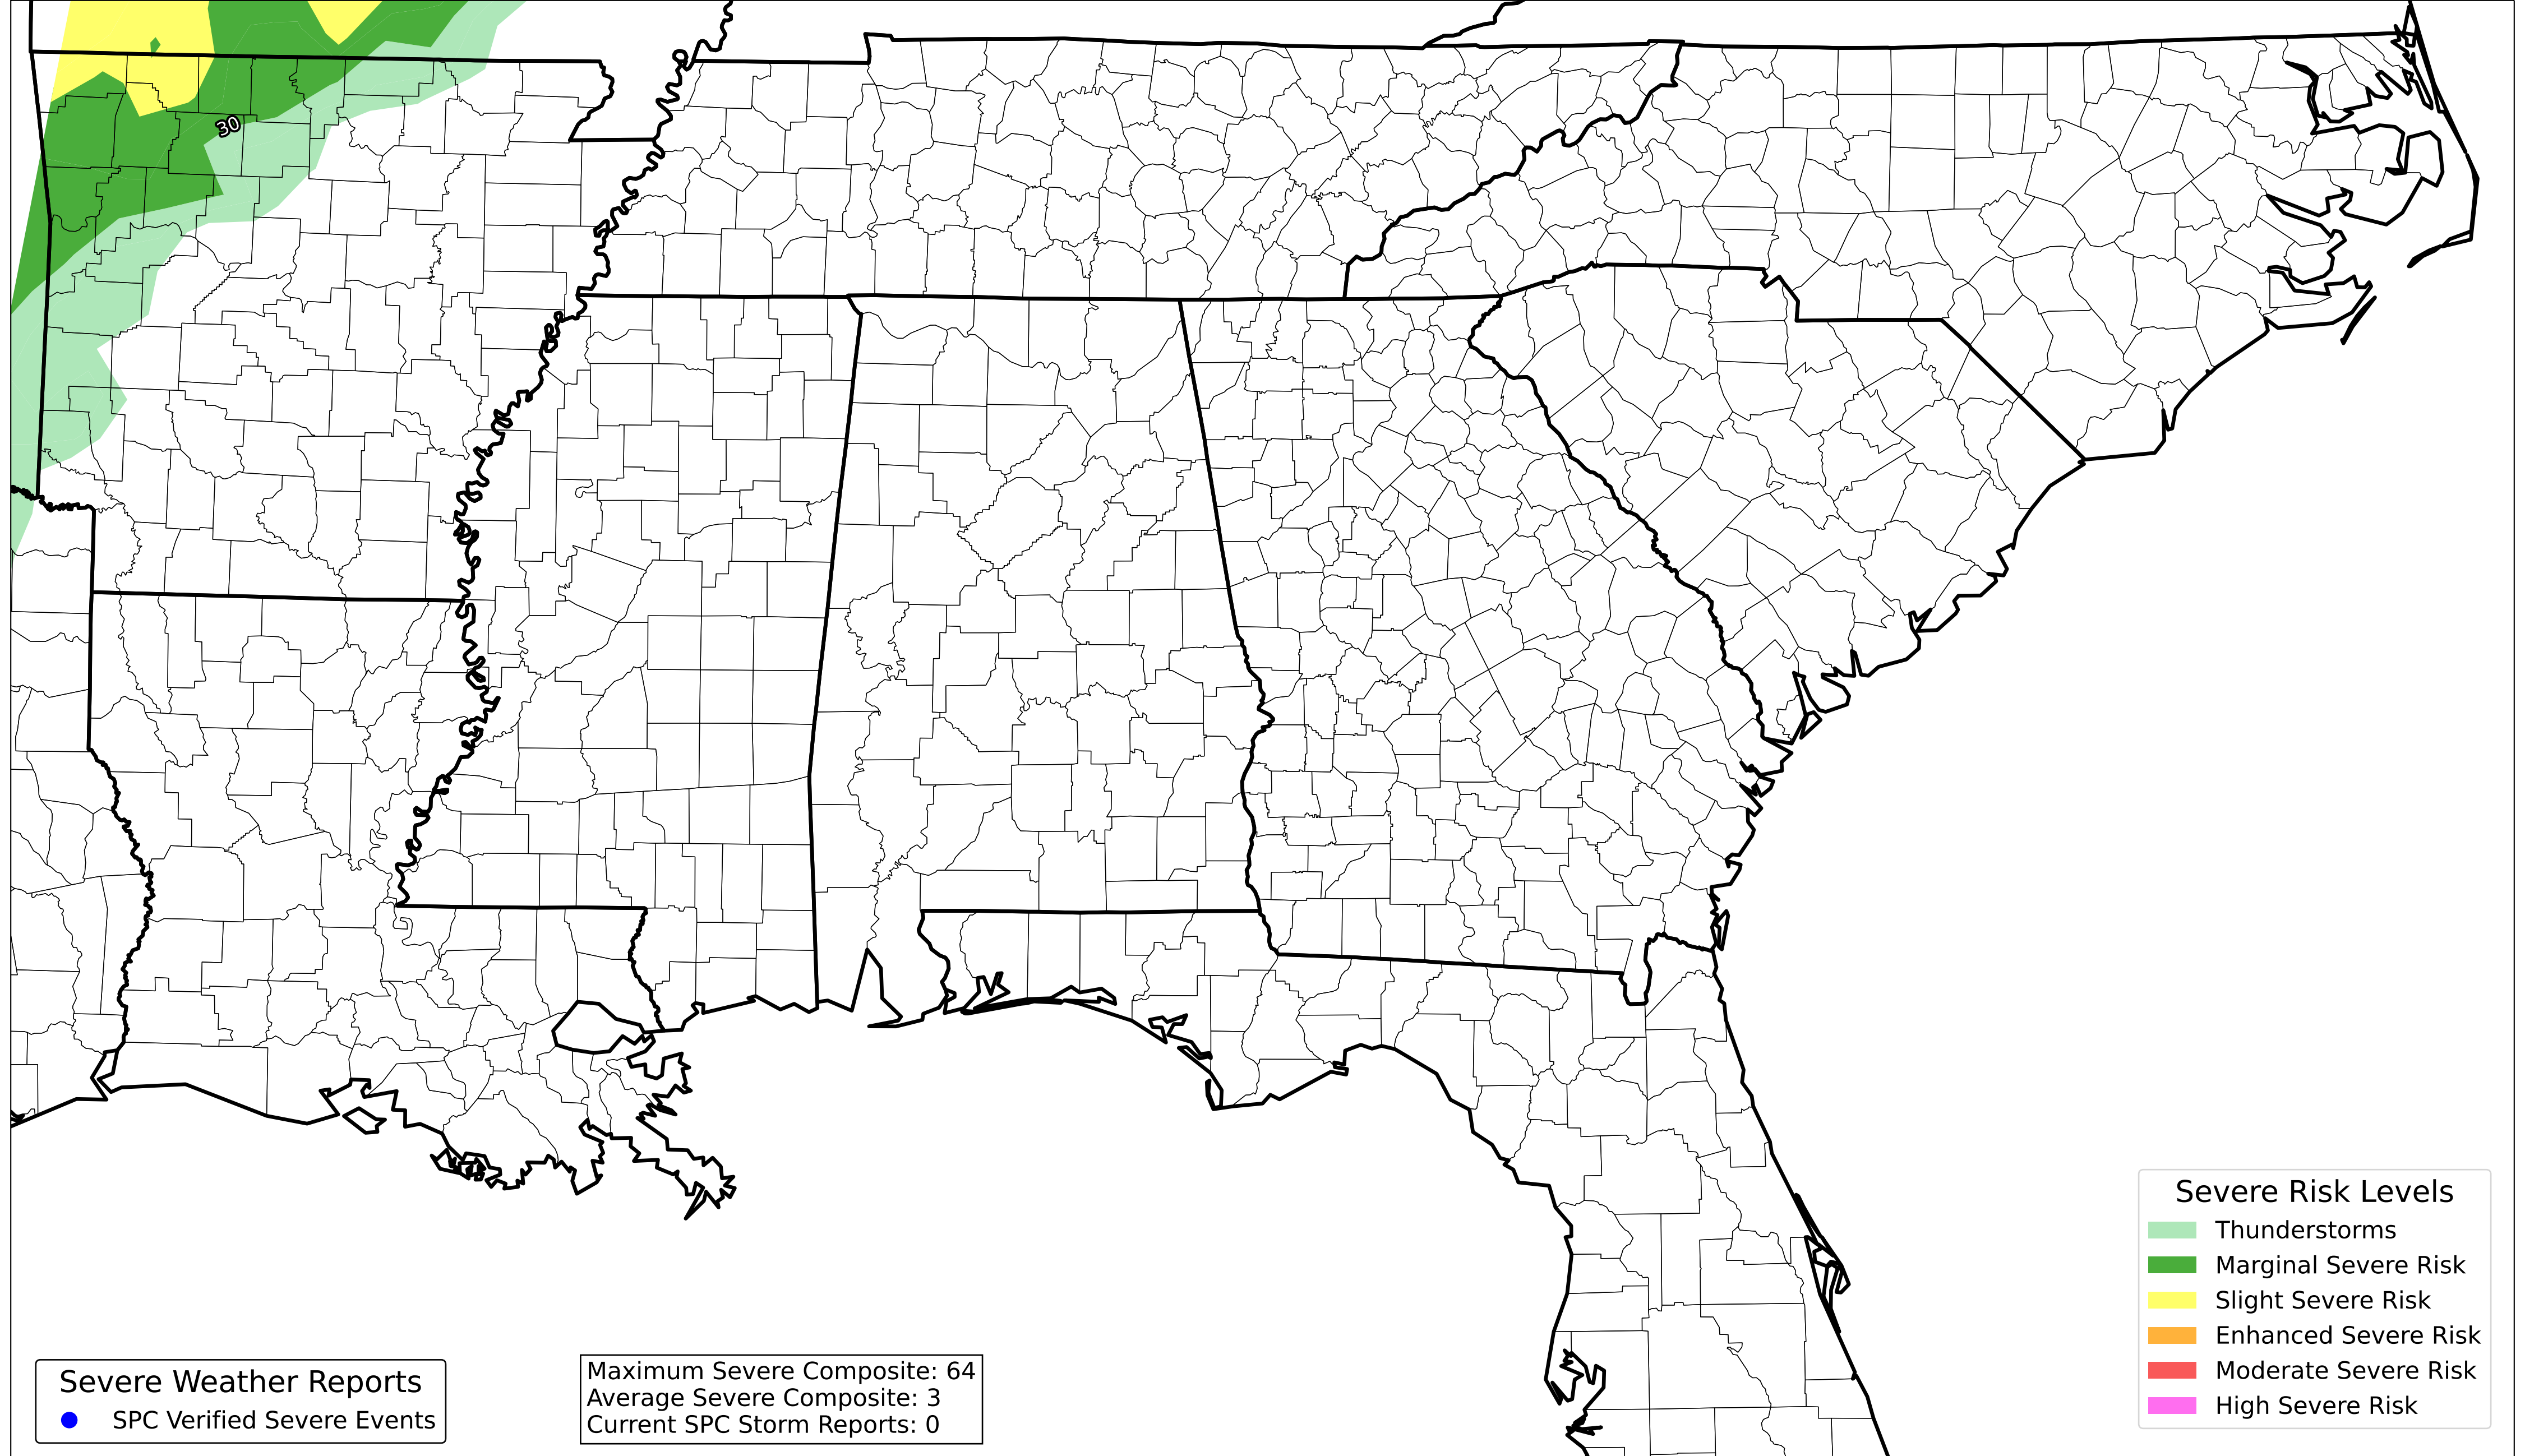 30
Severe Risk Levels
Thunderstorms
Marginal Severe Risk
Slight Severe Risk
Enhanced Severe Risk
Moderate Severe Risk
High Severe Risk
Severe Weather Reports
SPC Verified Severe Events
Maximum Severe Composite: 64
Average Severe Composite: 3
Current SPC Storm Reports: 0